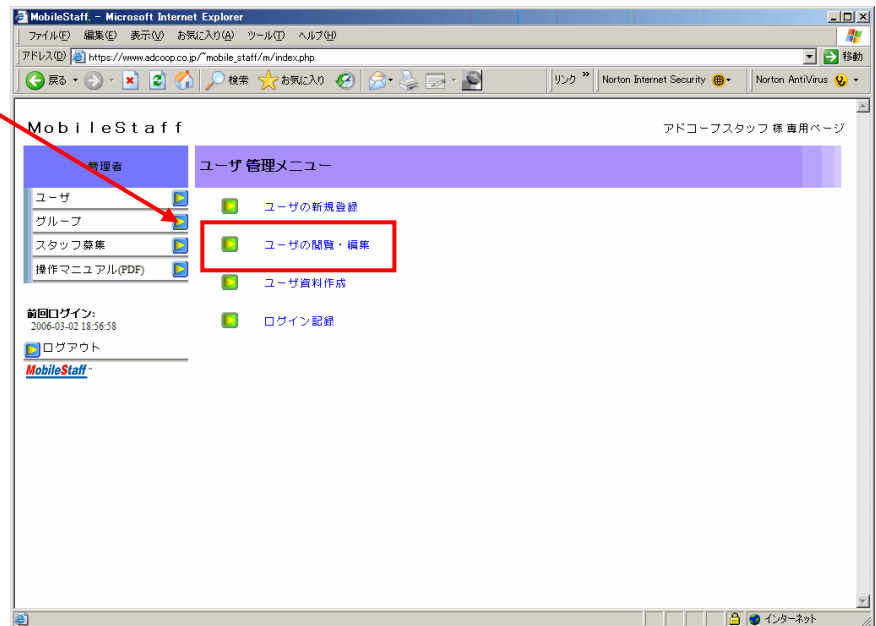 MobileStaff. - Microsoft Internet Explorer
ファイル(F) 編集(E) 表示(V) お気に入り(A) ツール(T) ヘルプ(H)
アドレス(D) https://www.adcoop.co.jp/~mobile_staff/m/index.php 移動
戻る 検索 お気に入り リンク » Norton Internet Security Norton AntiVirus
MobileStaff
アドコープスタッフ 様 専用ページ
管理者
ユーザ 管理メニュー
ユーザ
グループ
スタッフ募集
操作マニュアル(PDF)
ユーザの新規登録
ユーザの閲覧・編集
ユーザ資料作成
ログイン記録
前回ログイン:
2006-03-02 18:56:58
ログアウト
MobileStaff
インターネット